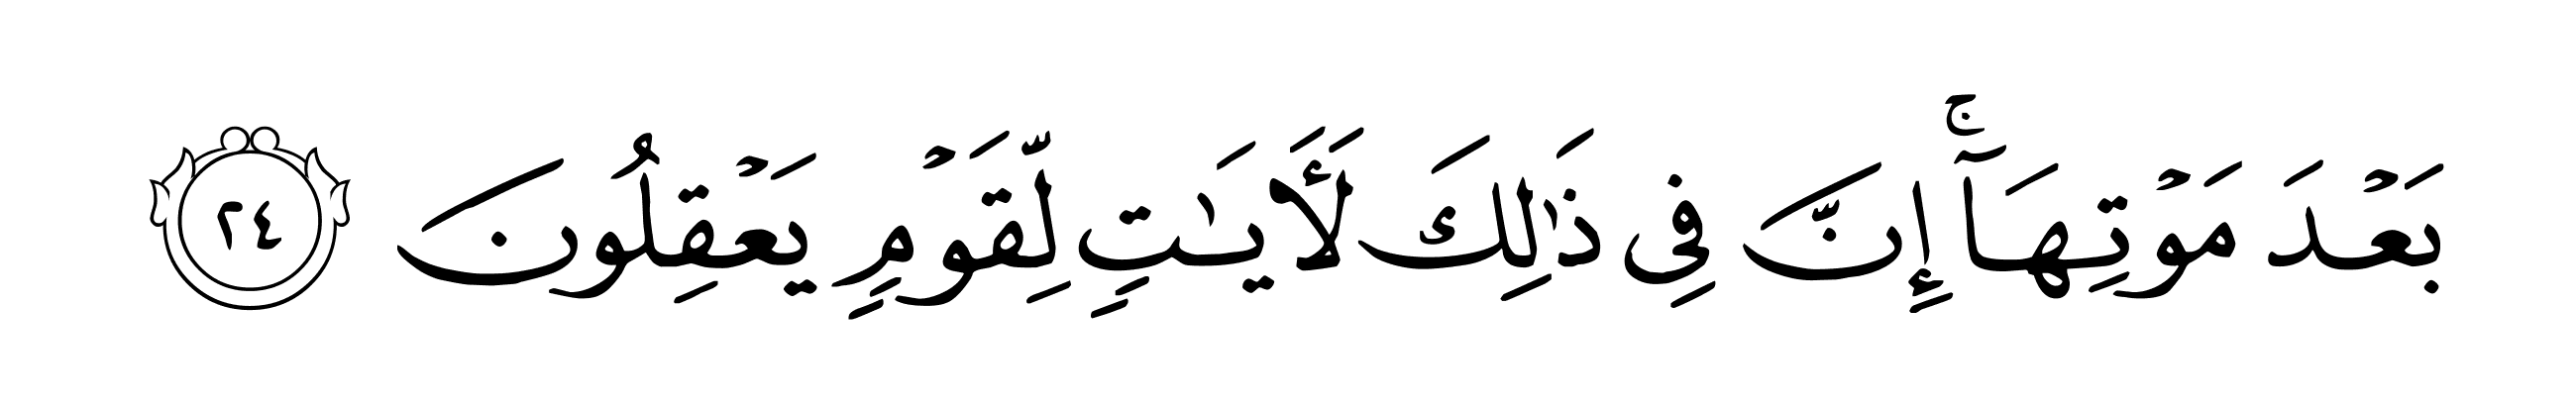 بَعْدَ مَوْتِهَآۚ إِنَّ فِي ذَٰلِكَ لَأٓيَٰتٍ لِّقَوْمٍ يَعْقِلُونَ ٢٤